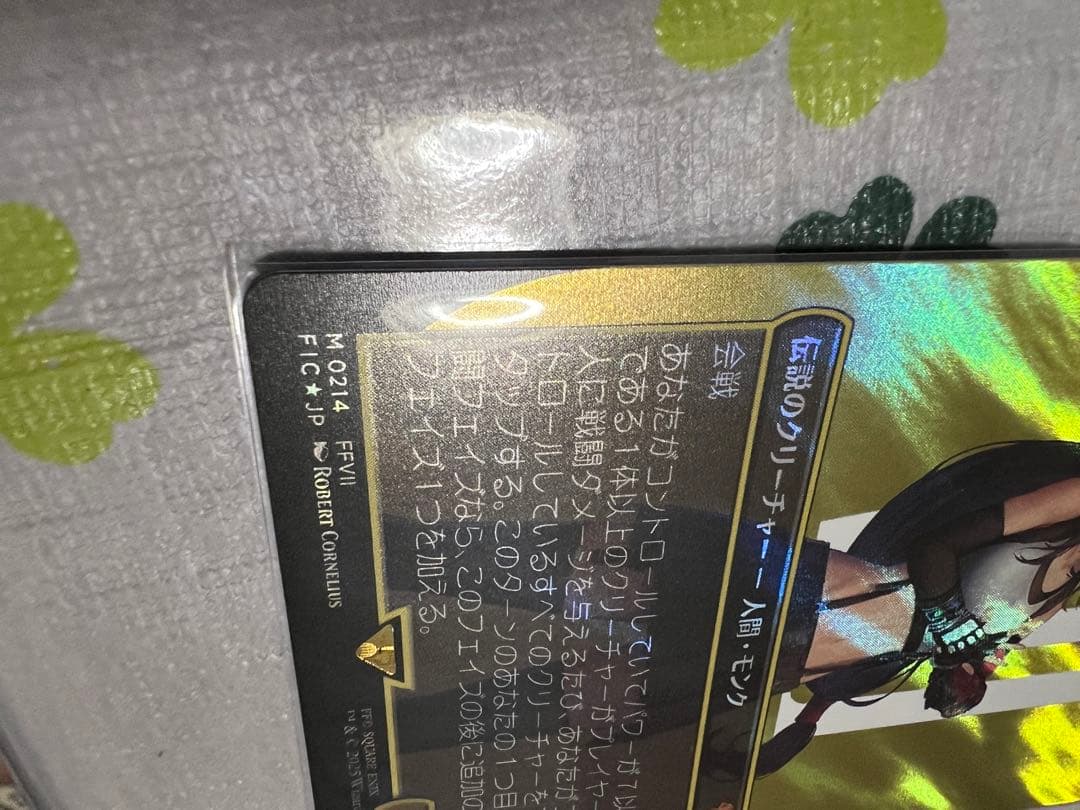 伝説のクリーチャー ― 人間・モンク
会戦
あなたがコントロールしていてパワーが7以
である1体以上のクリーチャーがプレイヤー
人に戦闘ダメージを与えるたび、あなたが
トロールしているすべてのクリーチャーを
タップする。このターンのあなたの1つ目
闘フェイズなら、このフェイズの後に追加の
フェイズ1つを加える。
M 0214 FFVII
FIC★JP ROBERT CORNELIUS
SQUARE ENIX
™ & © 2025 Wizar